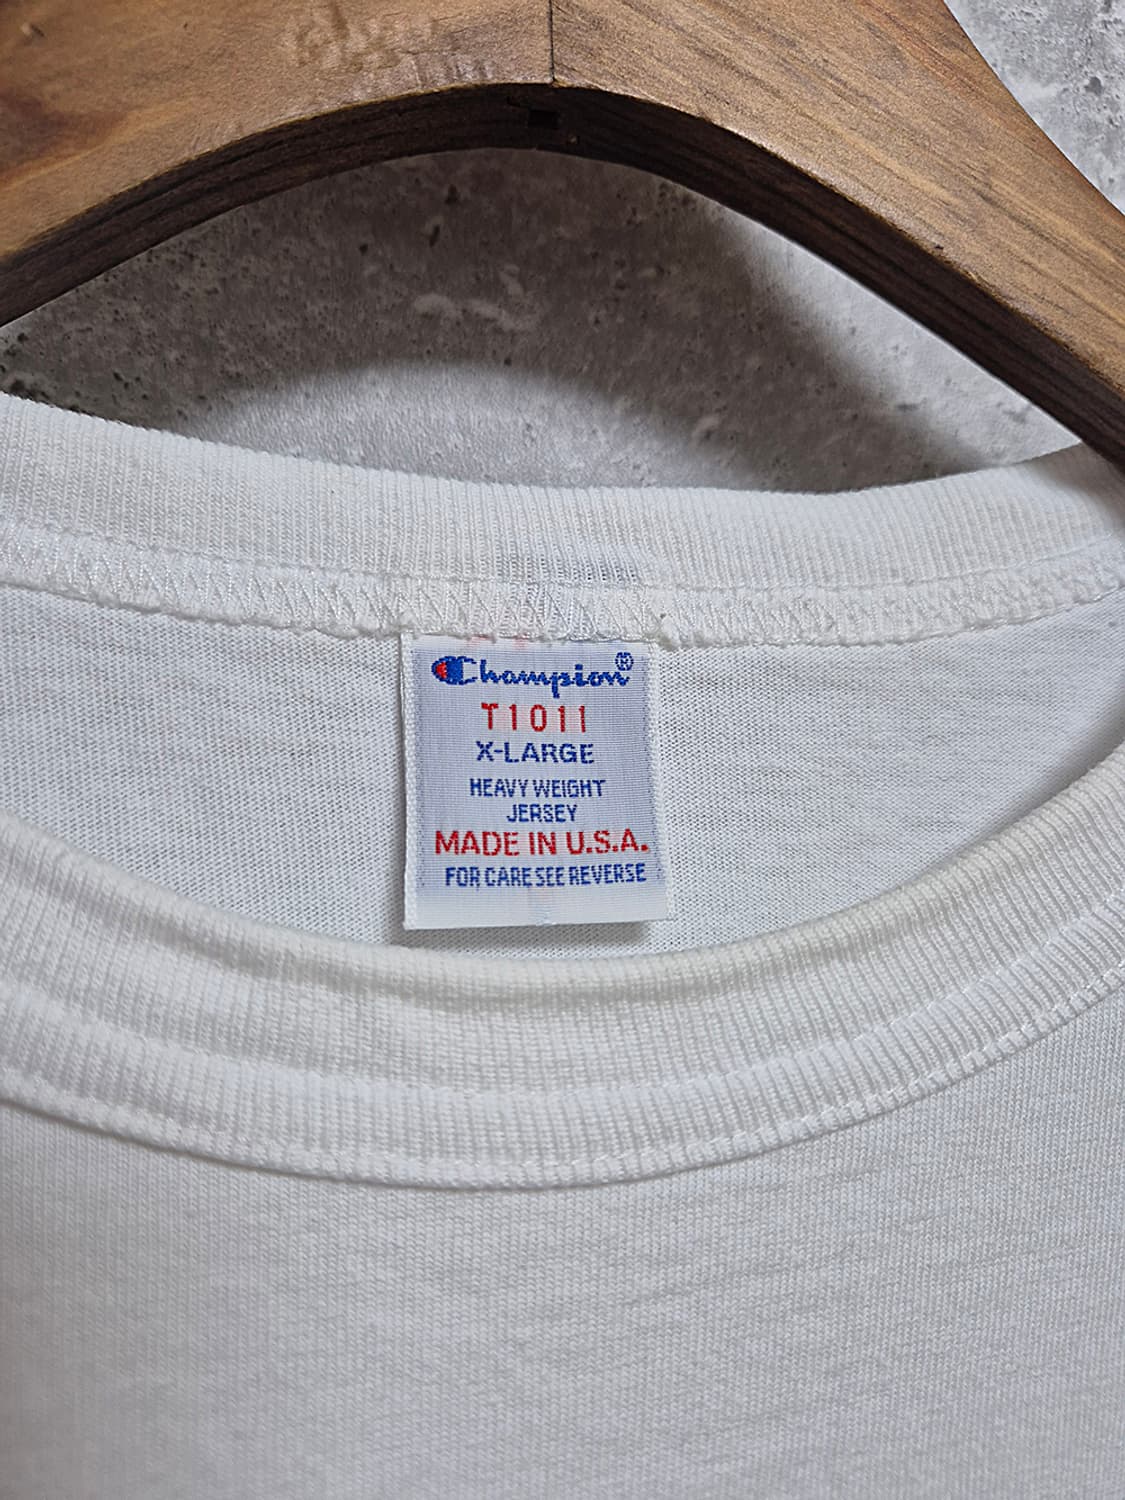 Champion®
T1011
X-LARGE
HEAVY WEIGHT
JERSEY
MADE IN U.S.A.
FOR CARE SEE REVERSE